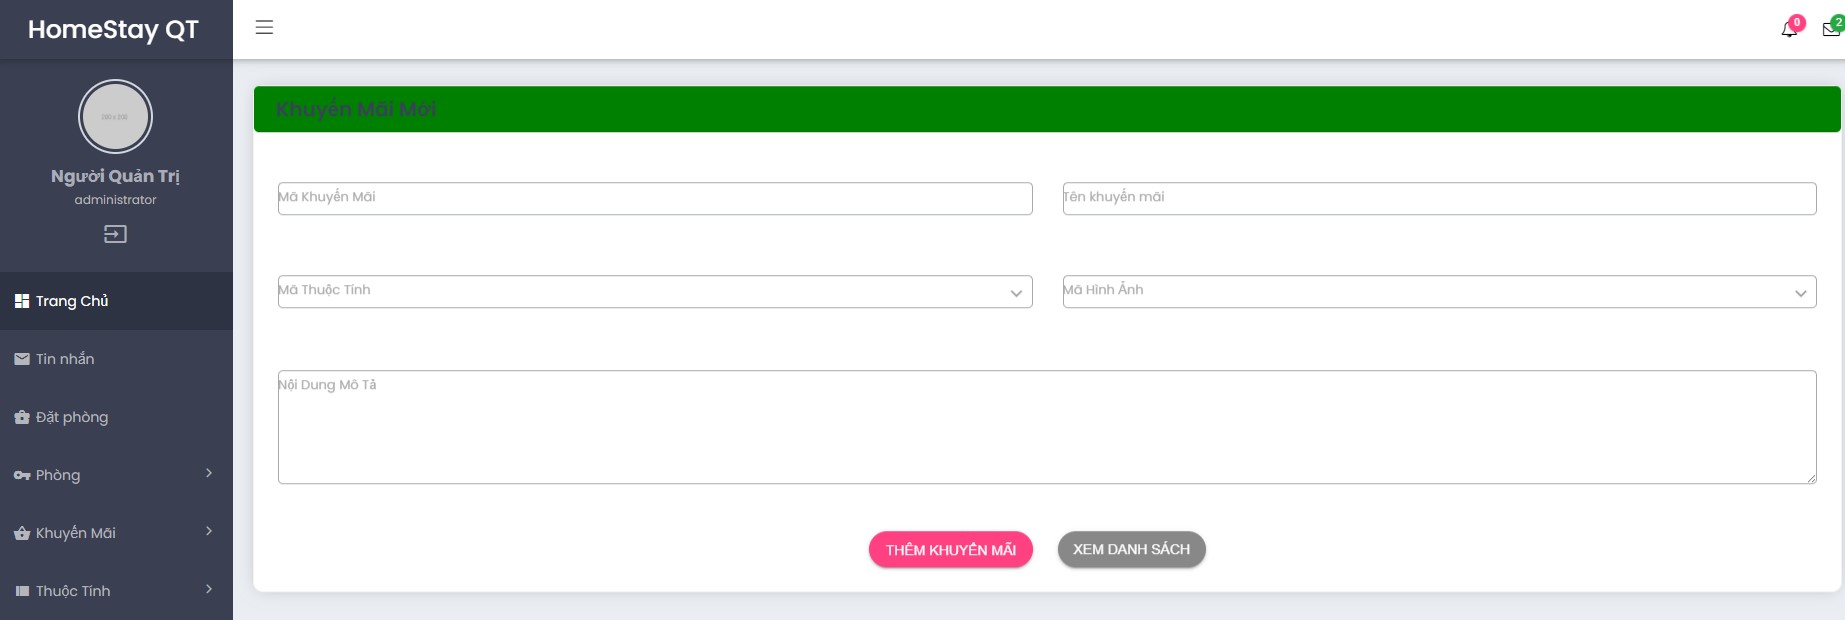 HomeStay QT
0
2
200 x 200
Người Quản Trị
administrator
Trang Chủ
Tin nhắn
Đặt phòng
Phòng
Khuyến Mãi
Thuộc Tính
Khuyến Mãi Mới
Mã Khuyến Mãi
Tên khuyến mãi
Mã Thuộc Tính
Mã Hình Ảnh
Nội Dung Mô Tả
THÊM KHUYẾN MÃI
XEM DANH SÁCH